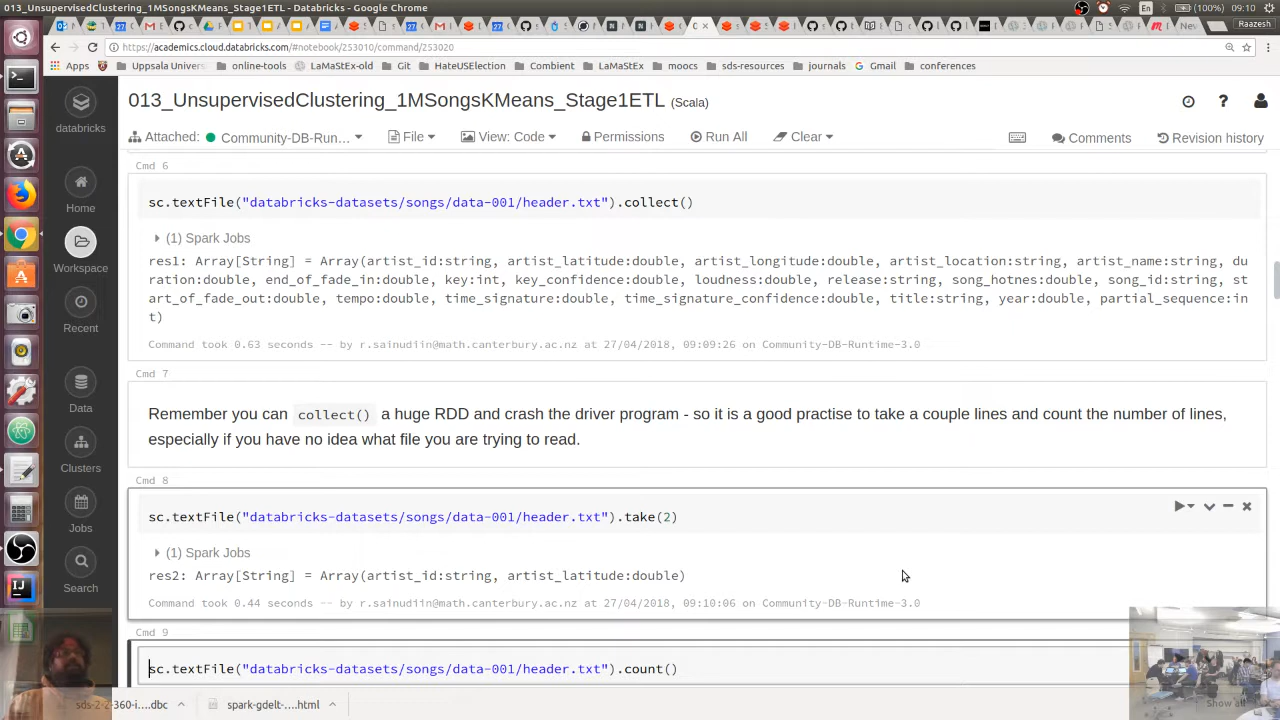 013_UnsupervisedClustering_1MSongsKMeans_Stage1ETL - Databricks - Google Chrome
En (100%) 09:10
Raazesh
https://academics.cloud.databricks.com/#notebook/253010/command/253020
Apps Uppsala Univers online-tools LaMaStEx-old Git HateUSElection Combient LaMaStEx moocs sds-resources journals Gmail conferences
013_UnsupervisedClustering_1MSongsKMeans_Stage1ETL (Scala)
databricks
Attached: Community-DB-Run... File View: Code Permissions Run All Clear Comments Revision history
Home
Workspace
Recent
Data
Clusters
Jobs
Search
Cmd 6
sc.textFile("databricks-datasets/songs/data-001/header.txt").collect()
(1) Spark Jobs
res1: Array[String] = Array(artist_id:string, artist_latitude:double, artist_longitude:double, artist_location:string, artist_name:string, du
ration:double, end_of_fade_in:double, key:int, key_confidence:double, loudness:double, release:string, song_hotnes:double, song_id:string, st
art_of_fade_out:double, tempo:double, time_signature:double, time_signature_confidence:double, title:string, year:double, partial_sequence:in
t)
Command took 0.63 seconds -- by r.sainudiin@math.canterbury.ac.nz at 27/04/2018, 09:09:26 on Community-DB-Runtime-3.0
Cmd 7
Remember you can collect() a huge RDD and crash the driver program - so it is a good practise to take a couple lines and count the number of lines,
especially if you have no idea what file you are trying to read.
Cmd 8
sc.textFile("databricks-datasets/songs/data-001/header.txt").take(2)
(1) Spark Jobs
res2: Array[String] = Array(artist_id:string, artist_latitude:double)
Command took 0.44 seconds -- by r.sainudiin@math.canterbury.ac.nz at 27/04/2018, 09:10:06 on Community-DB-Runtime-3.0
Cmd 9
sc.textFile("databricks-datasets/songs/data-001/header.txt").count()
sds-2-2-360-i....dbc spark-gdelt-....html Show all